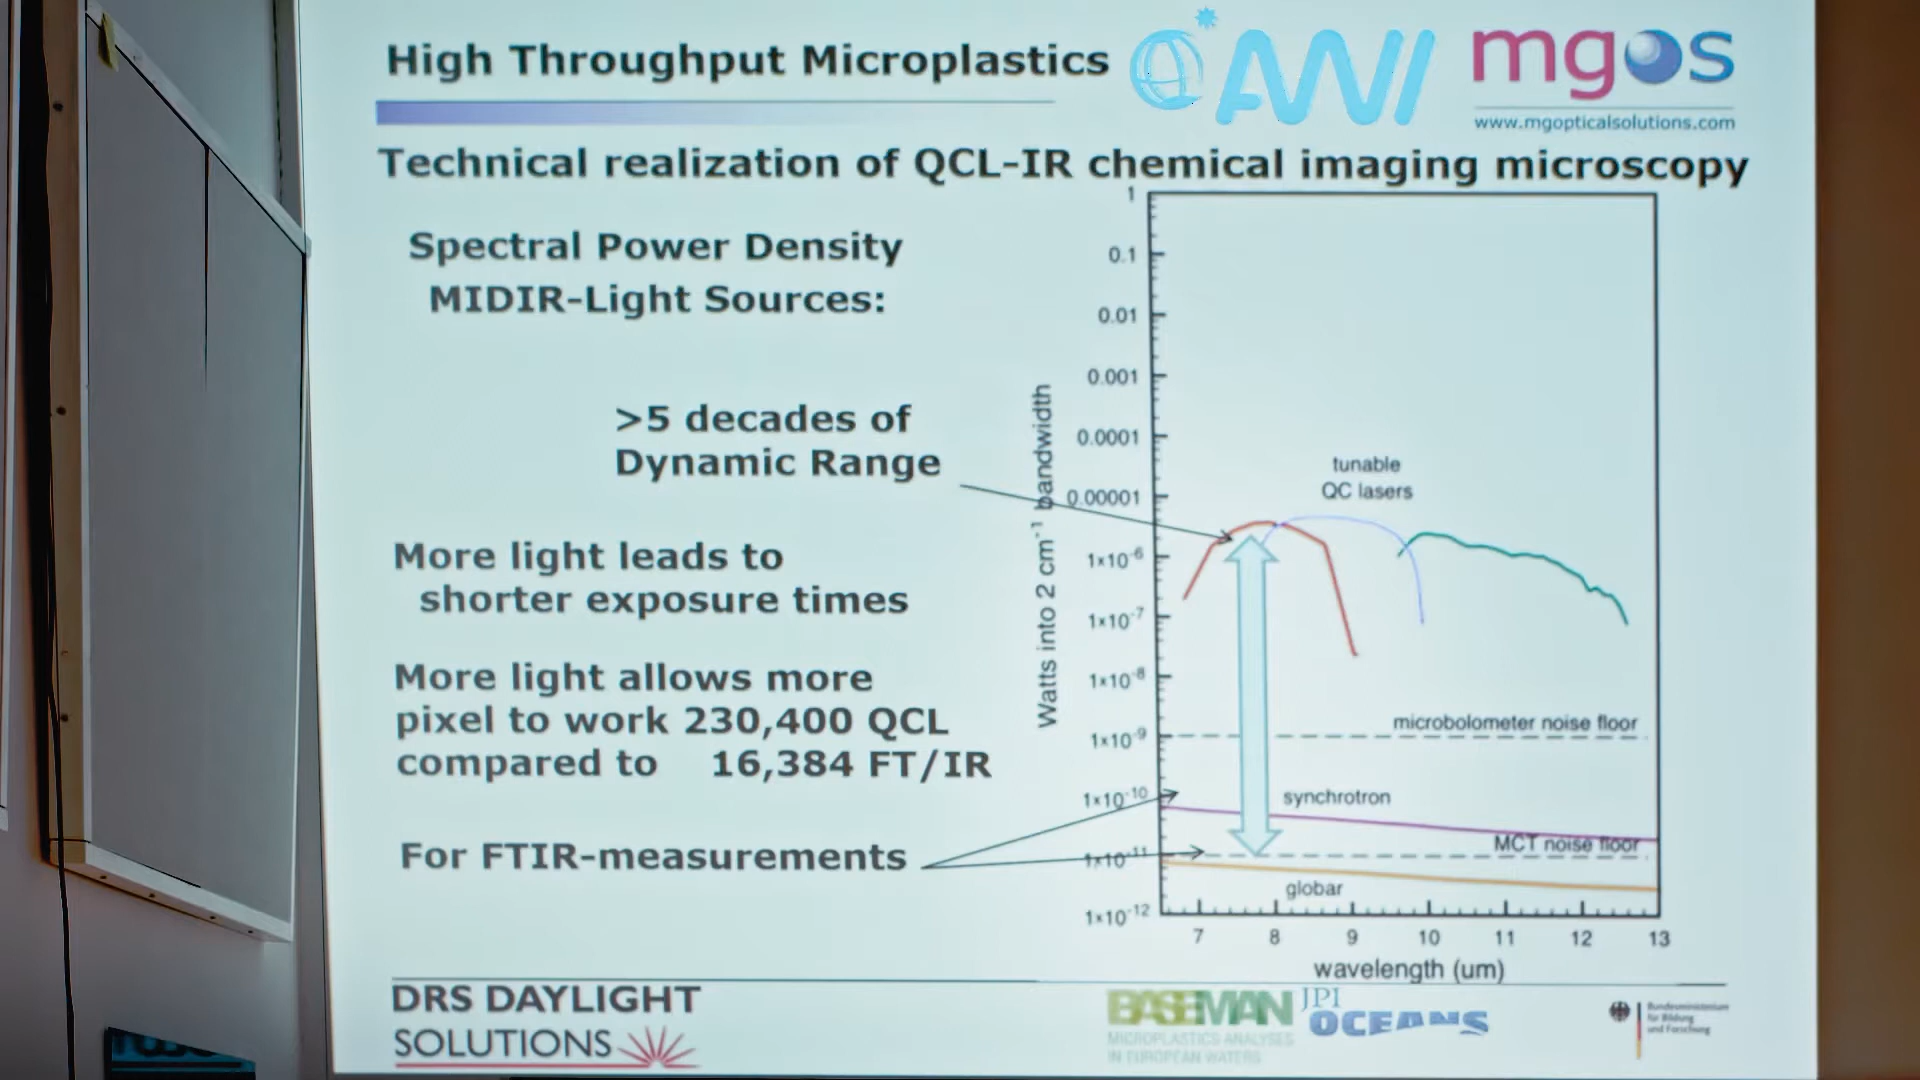 High Throughput Microplastics
AWI
mgos
www.mgopticalsolutions.com
Technical realization of QCL-IR chemical imaging microscopy
Spectral Power Density
MIDIR-Light Sources:
>5 decades of
Dynamic Range
More light leads to
shorter exposure times
More light allows more
pixel to work 230,400 QCL
compared to 16,384 FT/IR
For FTIR-measurements
Watts into 2 cm⁻¹ bandwidth
1
0.1
0.01
0.001
0.0001
0.00001
1×10⁻⁶
1×10⁻⁷
1×10⁻⁸
1×10⁻⁹
1×10⁻¹⁰
1×10⁻¹¹
1×10⁻¹²
tunable
QC lasers
microbolometer noise floor
synchrotron
MCT noise floor
globar
7 8 9 10 11 12 13
wavelength (um)
DRS DAYLIGHT
SOLUTIONS
BASEMAN
MICROPLASTICS ANALYSES
IN EUROPEAN WATERS
JPI
OCEANS
Bundesministerium
für Bildung
und Forschung